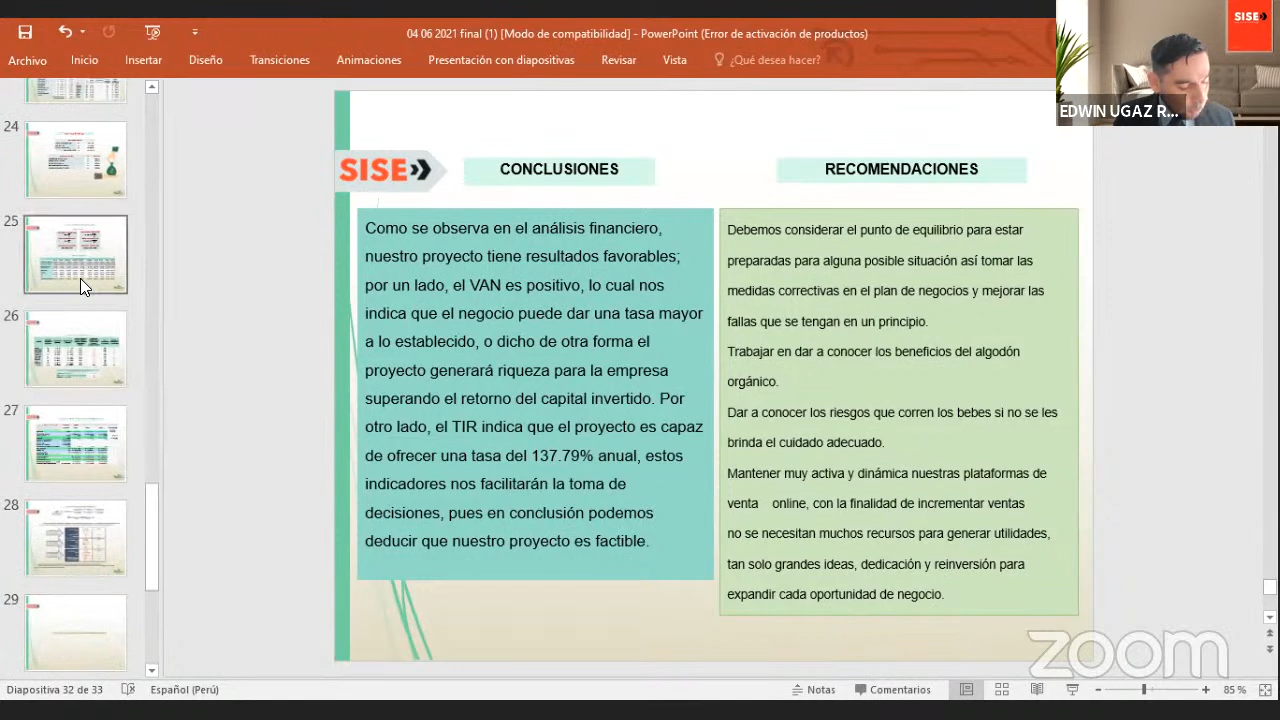 04 06 2021 final (1) [Modo de compatibilidad] - PowerPoint (Error de activación de productos)
SISE
Archivo Inicio Insertar Diseño Transiciones Animaciones Presentación con diapositivas Revisar Vista ¿Qué desea hacer?
EDWIN UGAZ R...
24
25
26
27
28
29
SISE
CONCLUSIONES
Como se observa en el análisis financiero,
nuestro proyecto tiene resultados favorables;
por un lado, el VAN es positivo, lo cual nos
indica que el negocio puede dar una tasa mayor
a lo establecido, o dicho de otra forma el
proyecto generará riqueza para la empresa
superando el retorno del capital invertido. Por
otro lado, el TIR indica que el proyecto es capaz
de ofrecer una tasa del 137.79% anual, estos
indicadores nos facilitarán la toma de
decisiones, pues en conclusión podemos
deducir que nuestro proyecto es factible.
RECOMENDACIONES
Debemos considerar el punto de equilibrio para estar
preparadas para alguna posible situación así tomar las
medidas correctivas en el plan de negocios y mejorar las
fallas que se tengan en un principio.
Trabajar en dar a conocer los beneficios del algodón
orgánico.
Dar a conocer los riesgos que corren los bebes si no se les
brinda el cuidado adecuado.
Mantener muy activa y dinámica nuestras plataformas de
venta online, con la finalidad de incrementar ventas
no se necesitan muchos recursos para generar utilidades,
tan solo grandes ideas, dedicación y reinversión para
expandir cada oportunidad de negocio.
zoom
Diapositiva 32 de 33 Español (Perú) Notas Comentarios 85 %